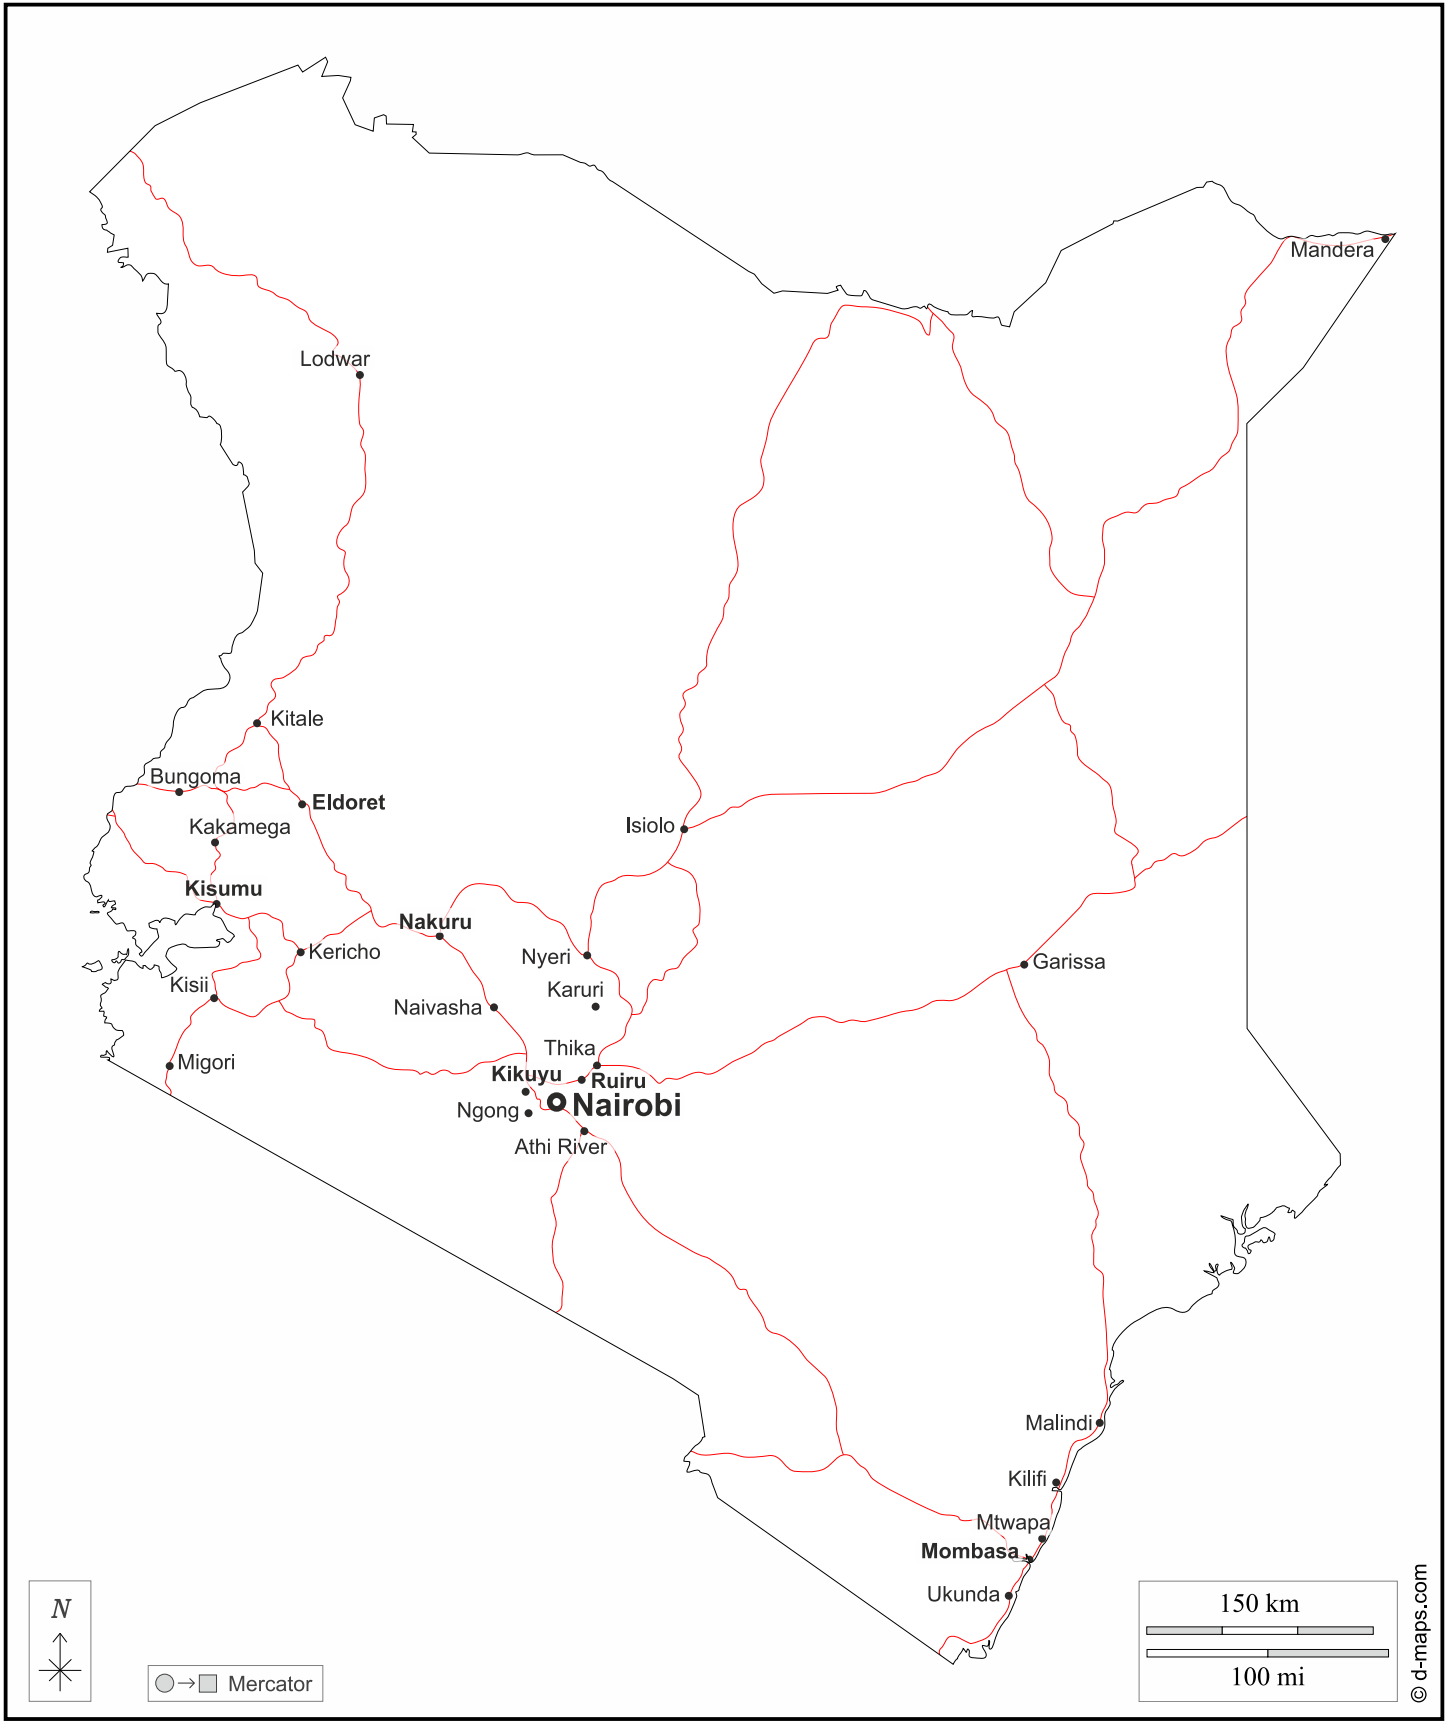 Mandera
Lodwar
Kitale
Bungoma
Eldoret
Kakamega
Isiolo
Kisumu
Nakuru
Kericho
Nyeri
Garissa
Kisii
Karuri
Naivasha
Thika
Migori
Kikuyu
Ruiru
Nairobi
Ngong
Athi River
Malindi
Kilifi
Mtwapa
Mombasa
Ukunda
N
Mercator
150 km
100 mi
© d-maps.com